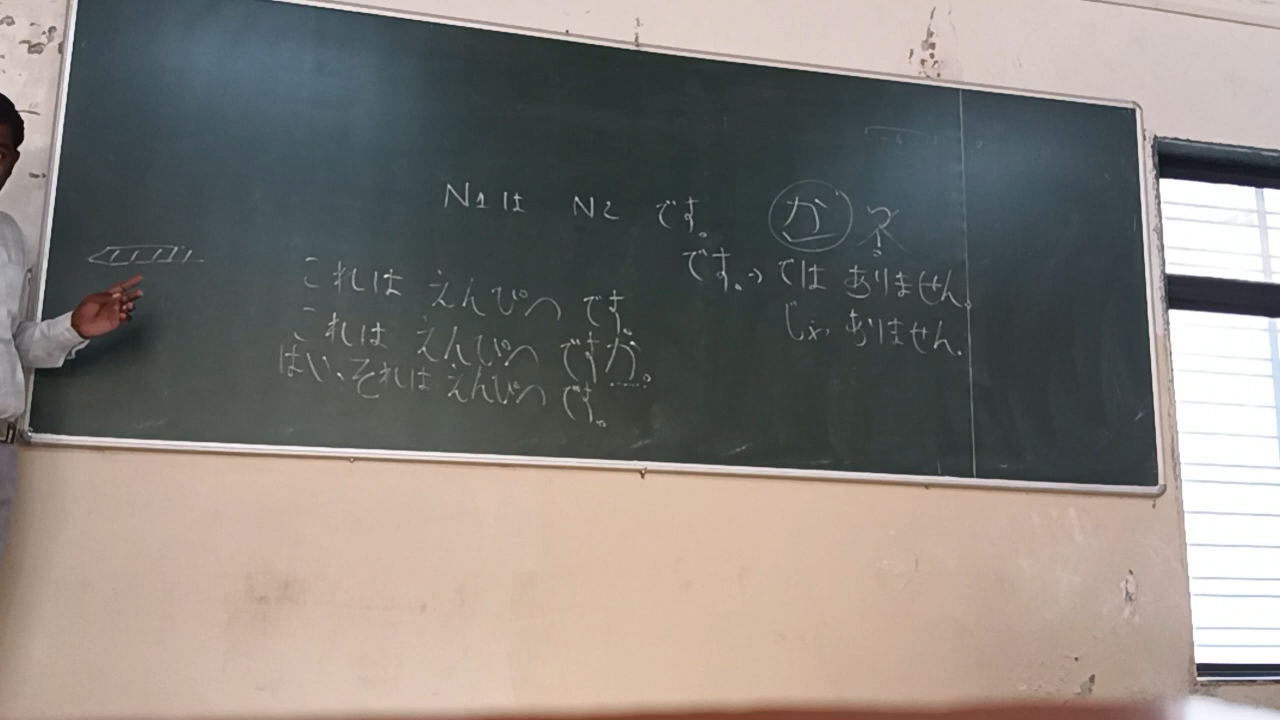 N1は N2 です。 か ?
です。→ ではありません。
じゃ ありません。
これは えんぴつ です。
これは えんぴつ ですか。
はい、それは えんぴつ です。